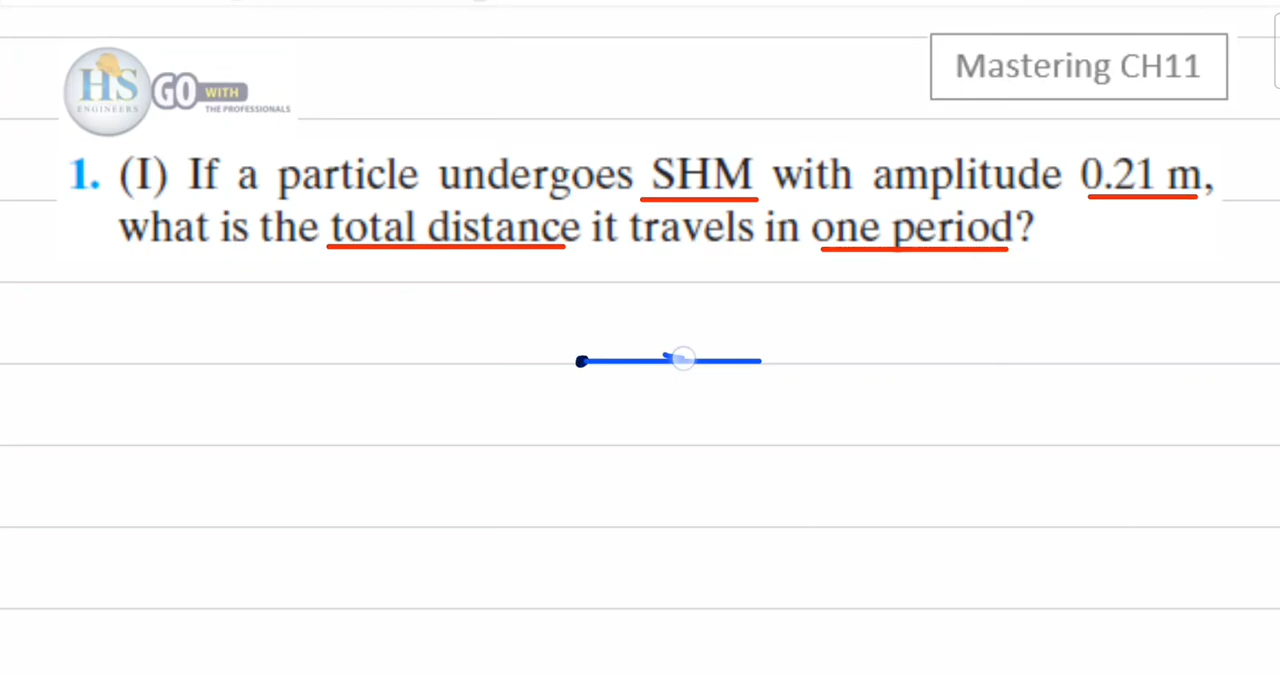 HS
ENGINEERS
GO WITH
THE PROFESSIONALS
Mastering CH11
1. (I) If a particle undergoes SHM with amplitude 0.21 m,
what is the total distance it travels in one period?